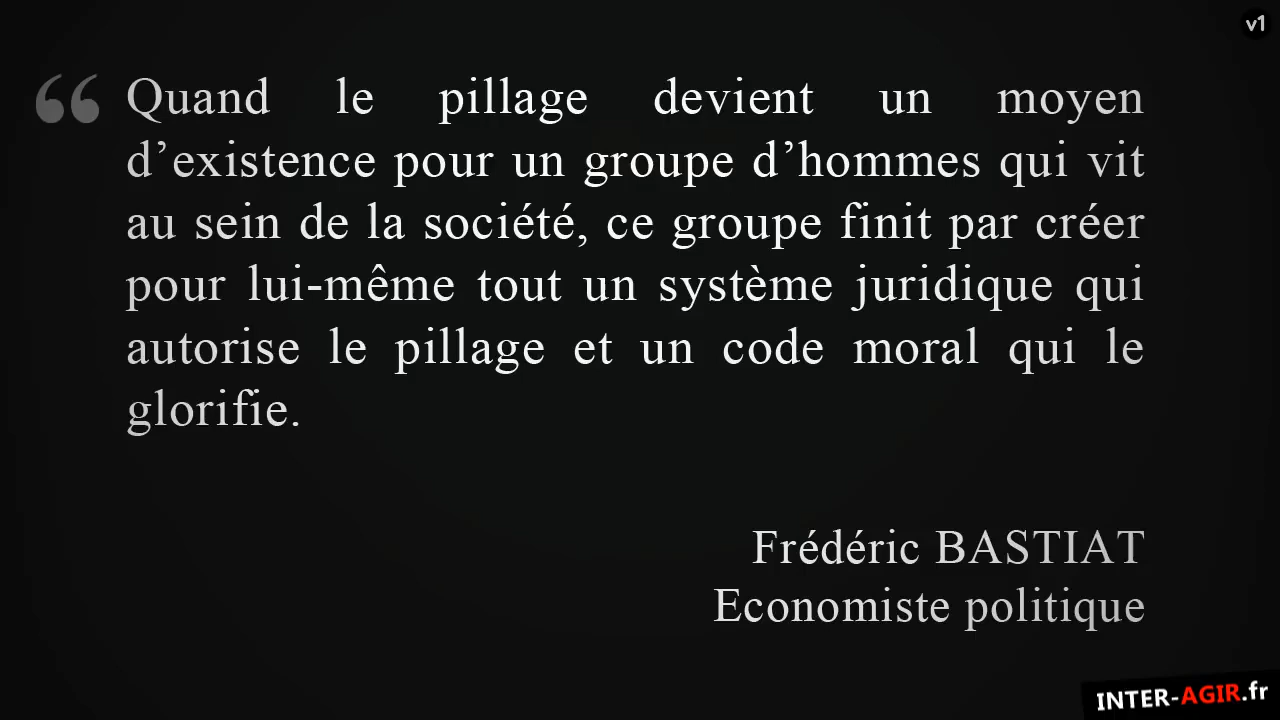 v1
“ Quand le pillage devient un moyen
d’existence pour un groupe d’hommes qui vit
au sein de la société, ce groupe finit par créer
pour lui-même tout un système juridique qui
autorise le pillage et un code moral qui le
glorifie.
Frédéric BASTIAT
Economiste politique
INTER-AGIR.fr